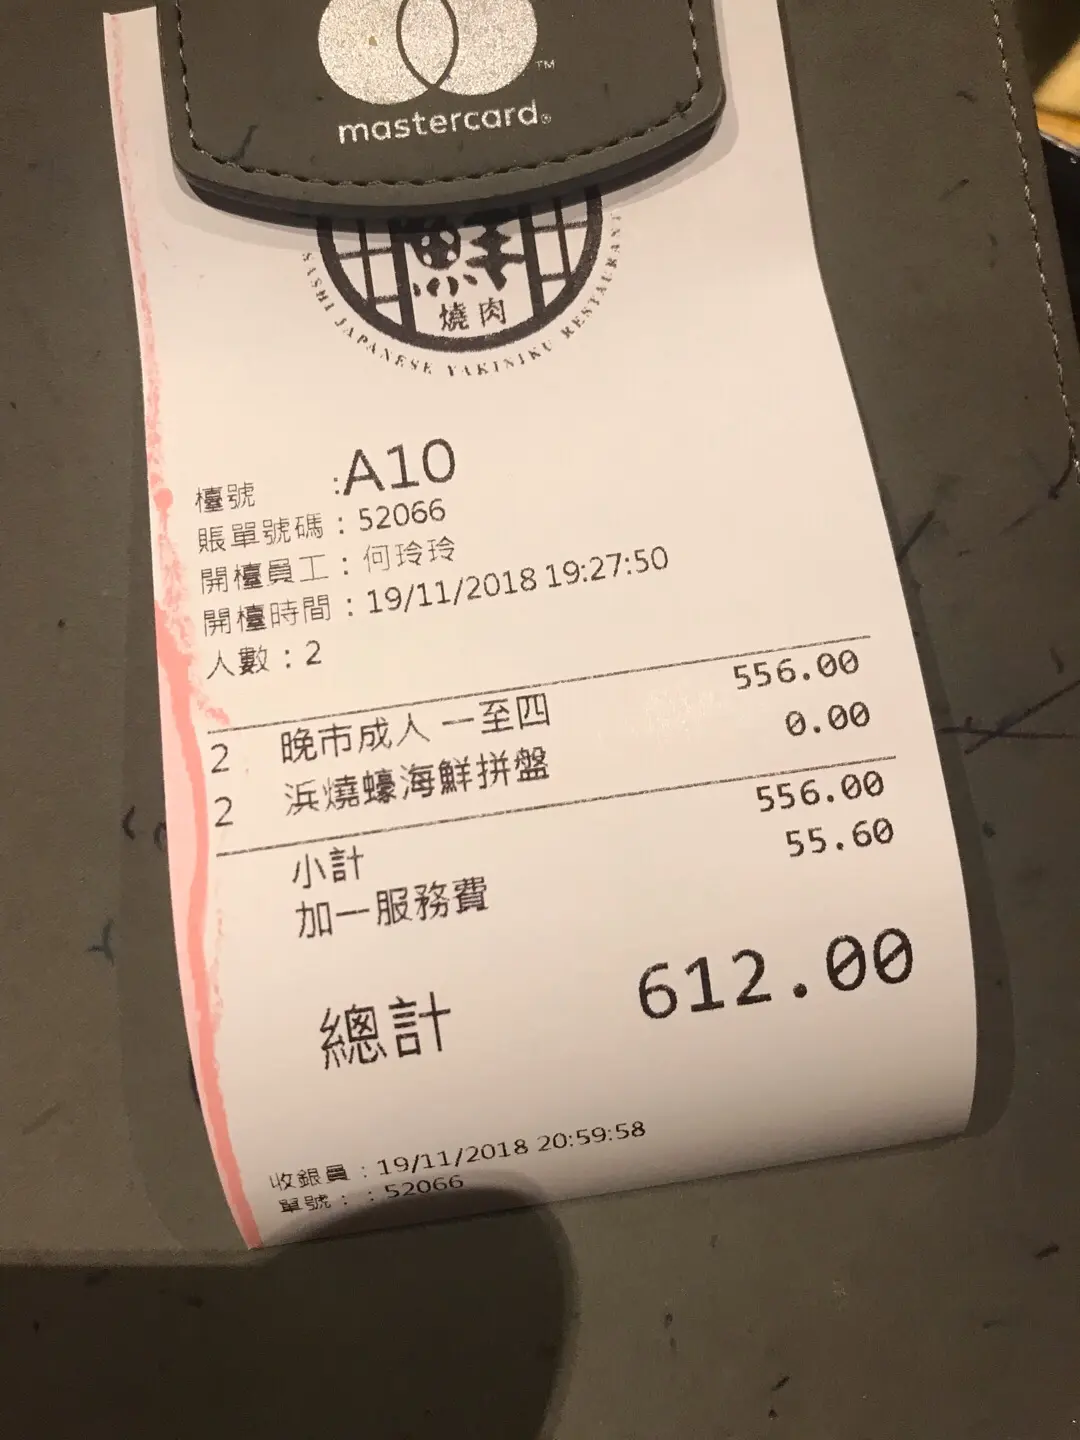 mastercard®
鮮
燒肉
SASHI JAPANESE YAKINIKU RESTAURANT
檯號 :A10
賬單號碼：52066
開檯員工：何玲玲
開檯時間：19/11/2018 19:27:50
人數：2
2 晚市成人 一至四 556.00
2 浜燒蠔海鮮拼盤 0.00
小計 556.00
加一服務費 55.60
總計 612.00
收銀員：19/11/2018 20:59:58
單號：：52066